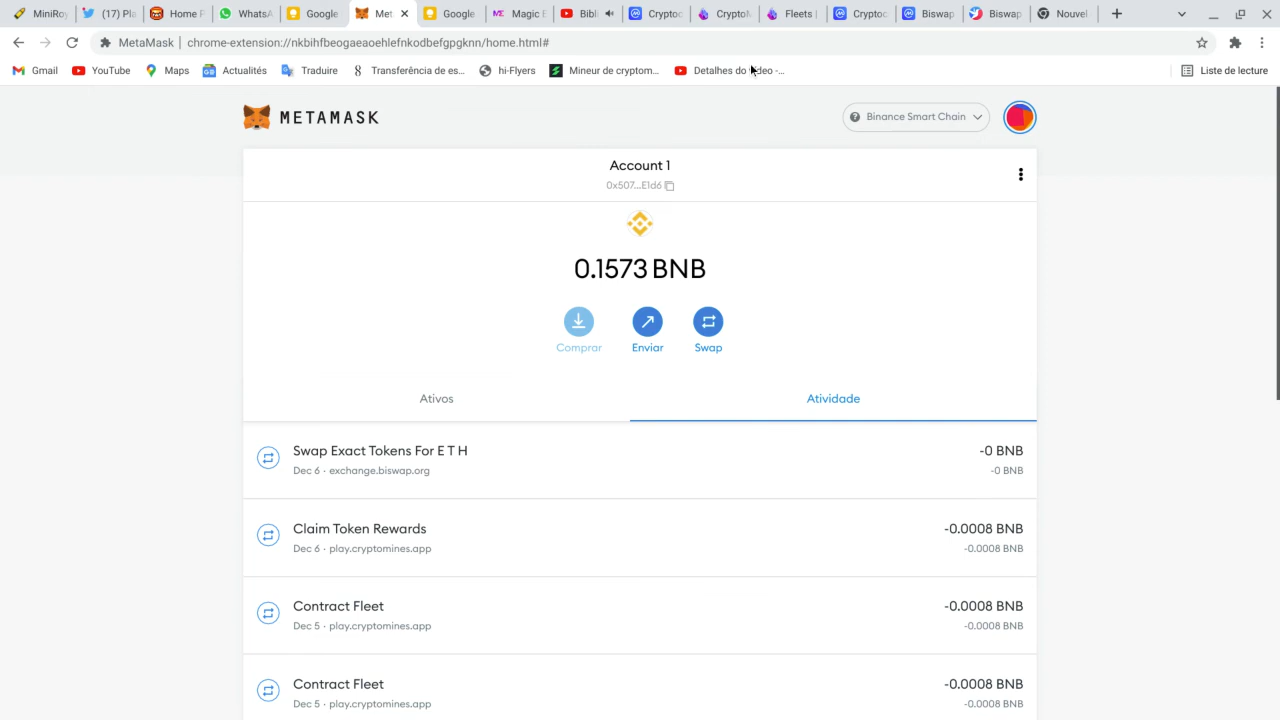 MiniRoy
(17) Pla
Home P
WhatsA
Google
Met
Google
Magic E
Bibli
Cryptoc
CryptoM
Fleets |
Cryptoc
Biswap
Biswap
Nouvel
MetaMask | chrome-extension://nkbihfbeogaeaoehlefnkodbefgpgknn/home.html#
Gmail YouTube Maps Actualités Traduire Transferência de es... hi-Flyers Mineur de cryptom... Detalhes do vídeo -... Liste de lecture
METAMASK
Binance Smart Chain
Account 1
0x507...E1d6
0.1573 BNB
Comprar Enviar Swap
Ativos Atividade
Swap Exact Tokens For E T H -0 BNB
Dec 6 · exchange.biswap.org -0 BNB
Claim Token Rewards -0.0008 BNB
Dec 6 · play.cryptomines.app -0.0008 BNB
Contract Fleet -0.0008 BNB
Dec 5 · play.cryptomines.app -0.0008 BNB
Contract Fleet -0.0008 BNB
Dec 5 · play.cryptomines.app -0.0008 BNB